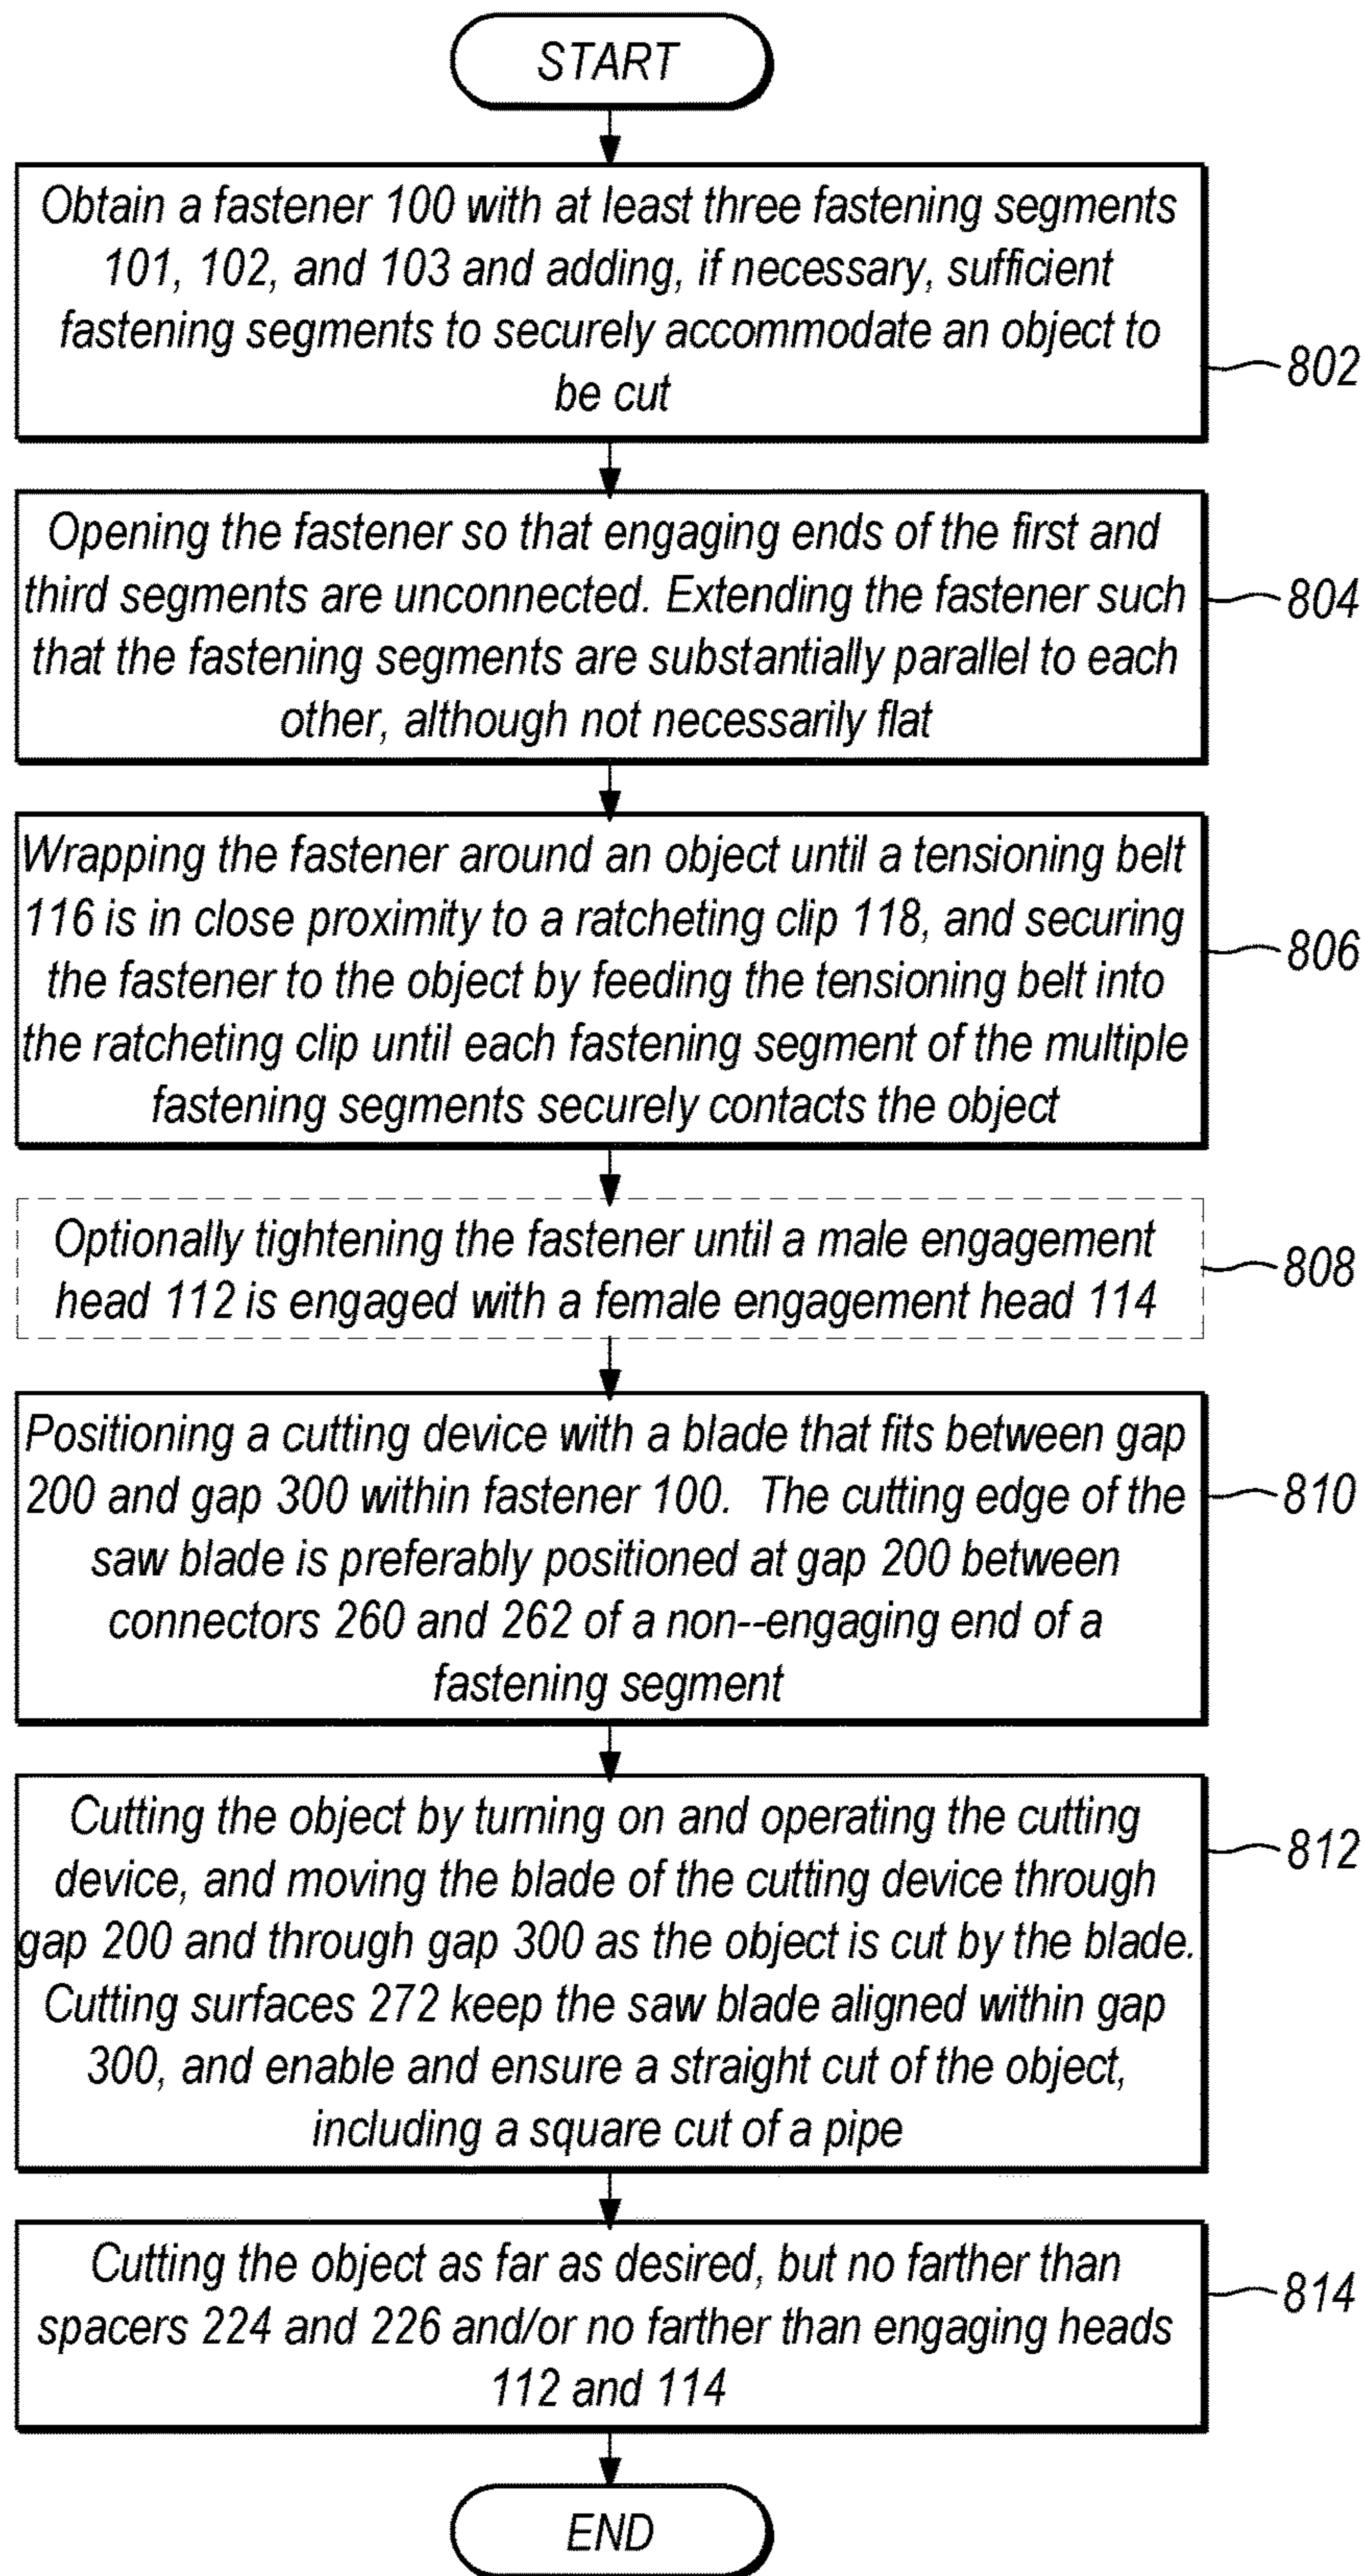 START
Obtain a fastener 100 with at least three fastening segments
101, 102, and 103 and adding, if necessary, sufficient
fastening segments to securely accommodate an object to
be cut
802
Opening the fastener so that engaging ends of the first and
third segments are unconnected. Extending the fastener such
that the fastening segments are substantially parallel to each
other, although not necessarily flat
804
Wrapping the fastener around an object until a tensioning belt
116 is in close proximity to a ratcheting clip 118, and securing
the fastener to the object by feeding the tensioning belt into
the ratcheting clip until each fastening segment of the multiple
fastening segments securely contacts the object
806
Optionally tightening the fastener until a male engagement
head 112 is engaged with a female engagement head 114
808
Positioning a cutting device with a blade that fits between gap
200 and gap 300 within fastener 100. The cutting edge of the
saw blade is preferably positioned at gap 200 between
connectors 260 and 262 of a non--engaging end of a
fastening segment
810
Cutting the object by turning on and operating the cutting
device, and moving the blade of the cutting device through
gap 200 and through gap 300 as the object is cut by the blade.
Cutting surfaces 272 keep the saw blade aligned within gap
300, and enable and ensure a straight cut of the object,
including a square cut of a pipe
812
Cutting the object as far as desired, but no farther than
spacers 224 and 226 and/or no farther than engaging heads
112 and 114
814
END